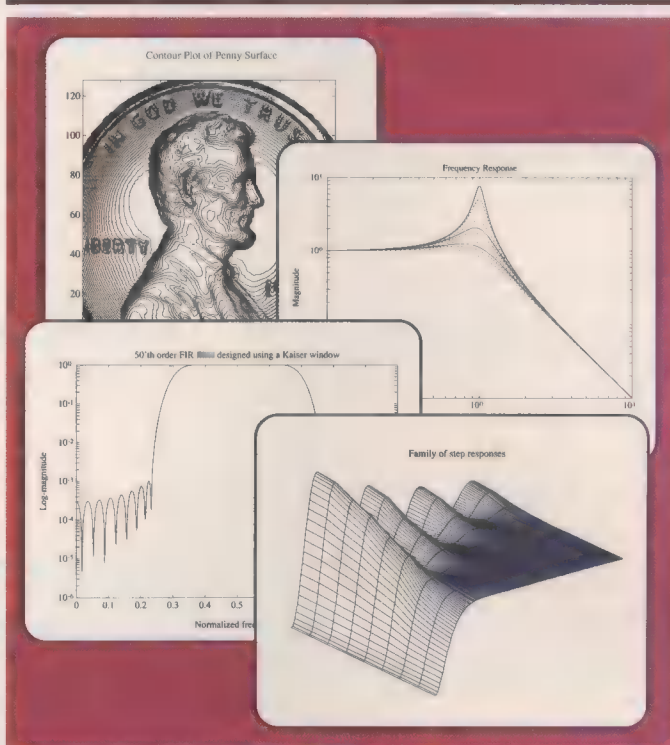 Contour Plot of Penny Surface
120
100
80
60
40
20
IN GOD WE TRUS
LIBERTY
Frequency Response
10¹
10⁰
Magnitude
10⁰
10¹
50'th order FIR designed using a Kaiser window
10⁰
10⁻¹
10⁻²
10⁻³
10⁻⁴
10⁻⁵
10⁻⁶
Log-magnitude
0 0.1 0.2 0.3 0.4 0.5
Normalized fre
Family of step responses